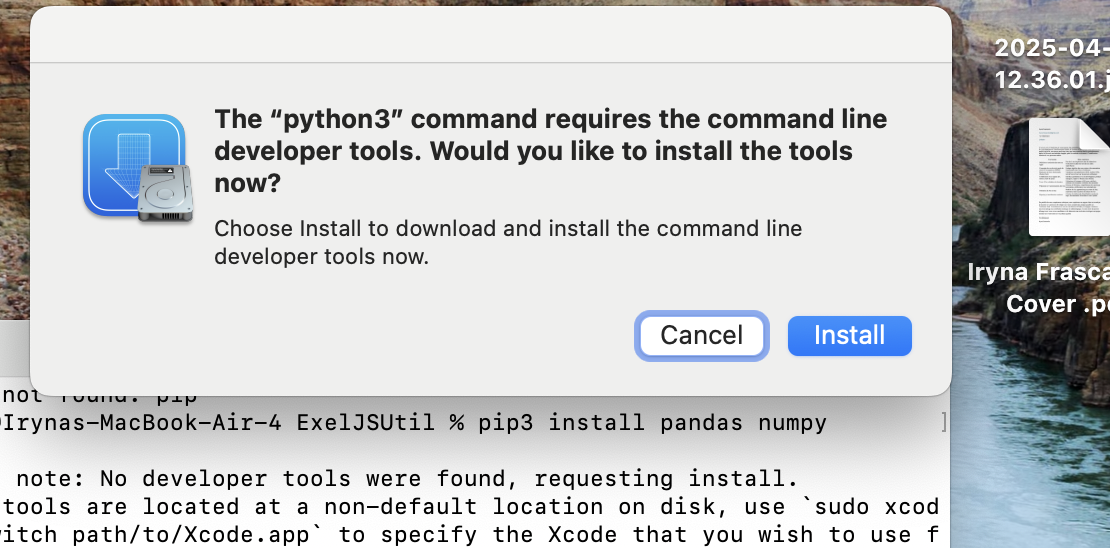 The “python3” command requires the command line
developer tools. Would you like to install the tools
now?
Choose Install to download and install the command line
developer tools now.
Cancel
Install
2025-04-
12.36.01.j
Iryna Frasca
Cover .p
not found: pip
Irynas-MacBook-Air-4 ExelJSUtil % pip3 install pandas numpy ]
note: No developer tools were found, requesting install.
tools are located at a non-default location on disk, use `sudo xcod
witch path/to/Xcode.app` to specify the Xcode that you wish to use f